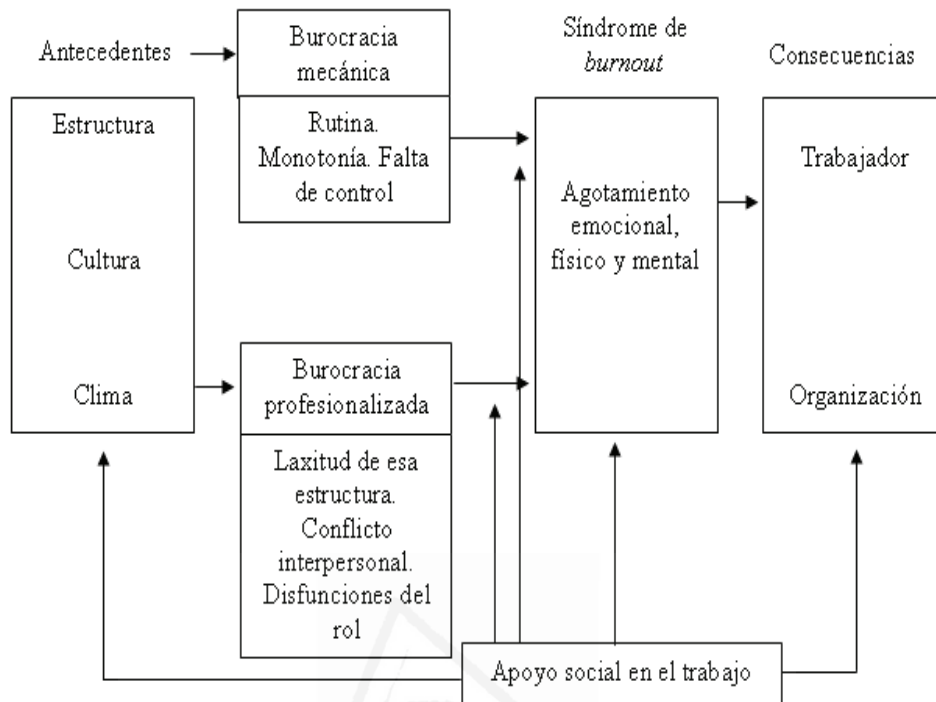 Antecedentes
Burocracia
mecánica
Síndrome de
burnout
Consecuencias
Estructura
Cultura
Clima
Rutina.
Monotonía. Falta
de control
Burocracia
profesionalizada
Laxitud de esa
estructura.
Conflicto
interpersonal.
Disfunciones del
rol
Agotamiento
emocional,
físico y mental
Trabajador
Organización
Apoyo social en el trabajo